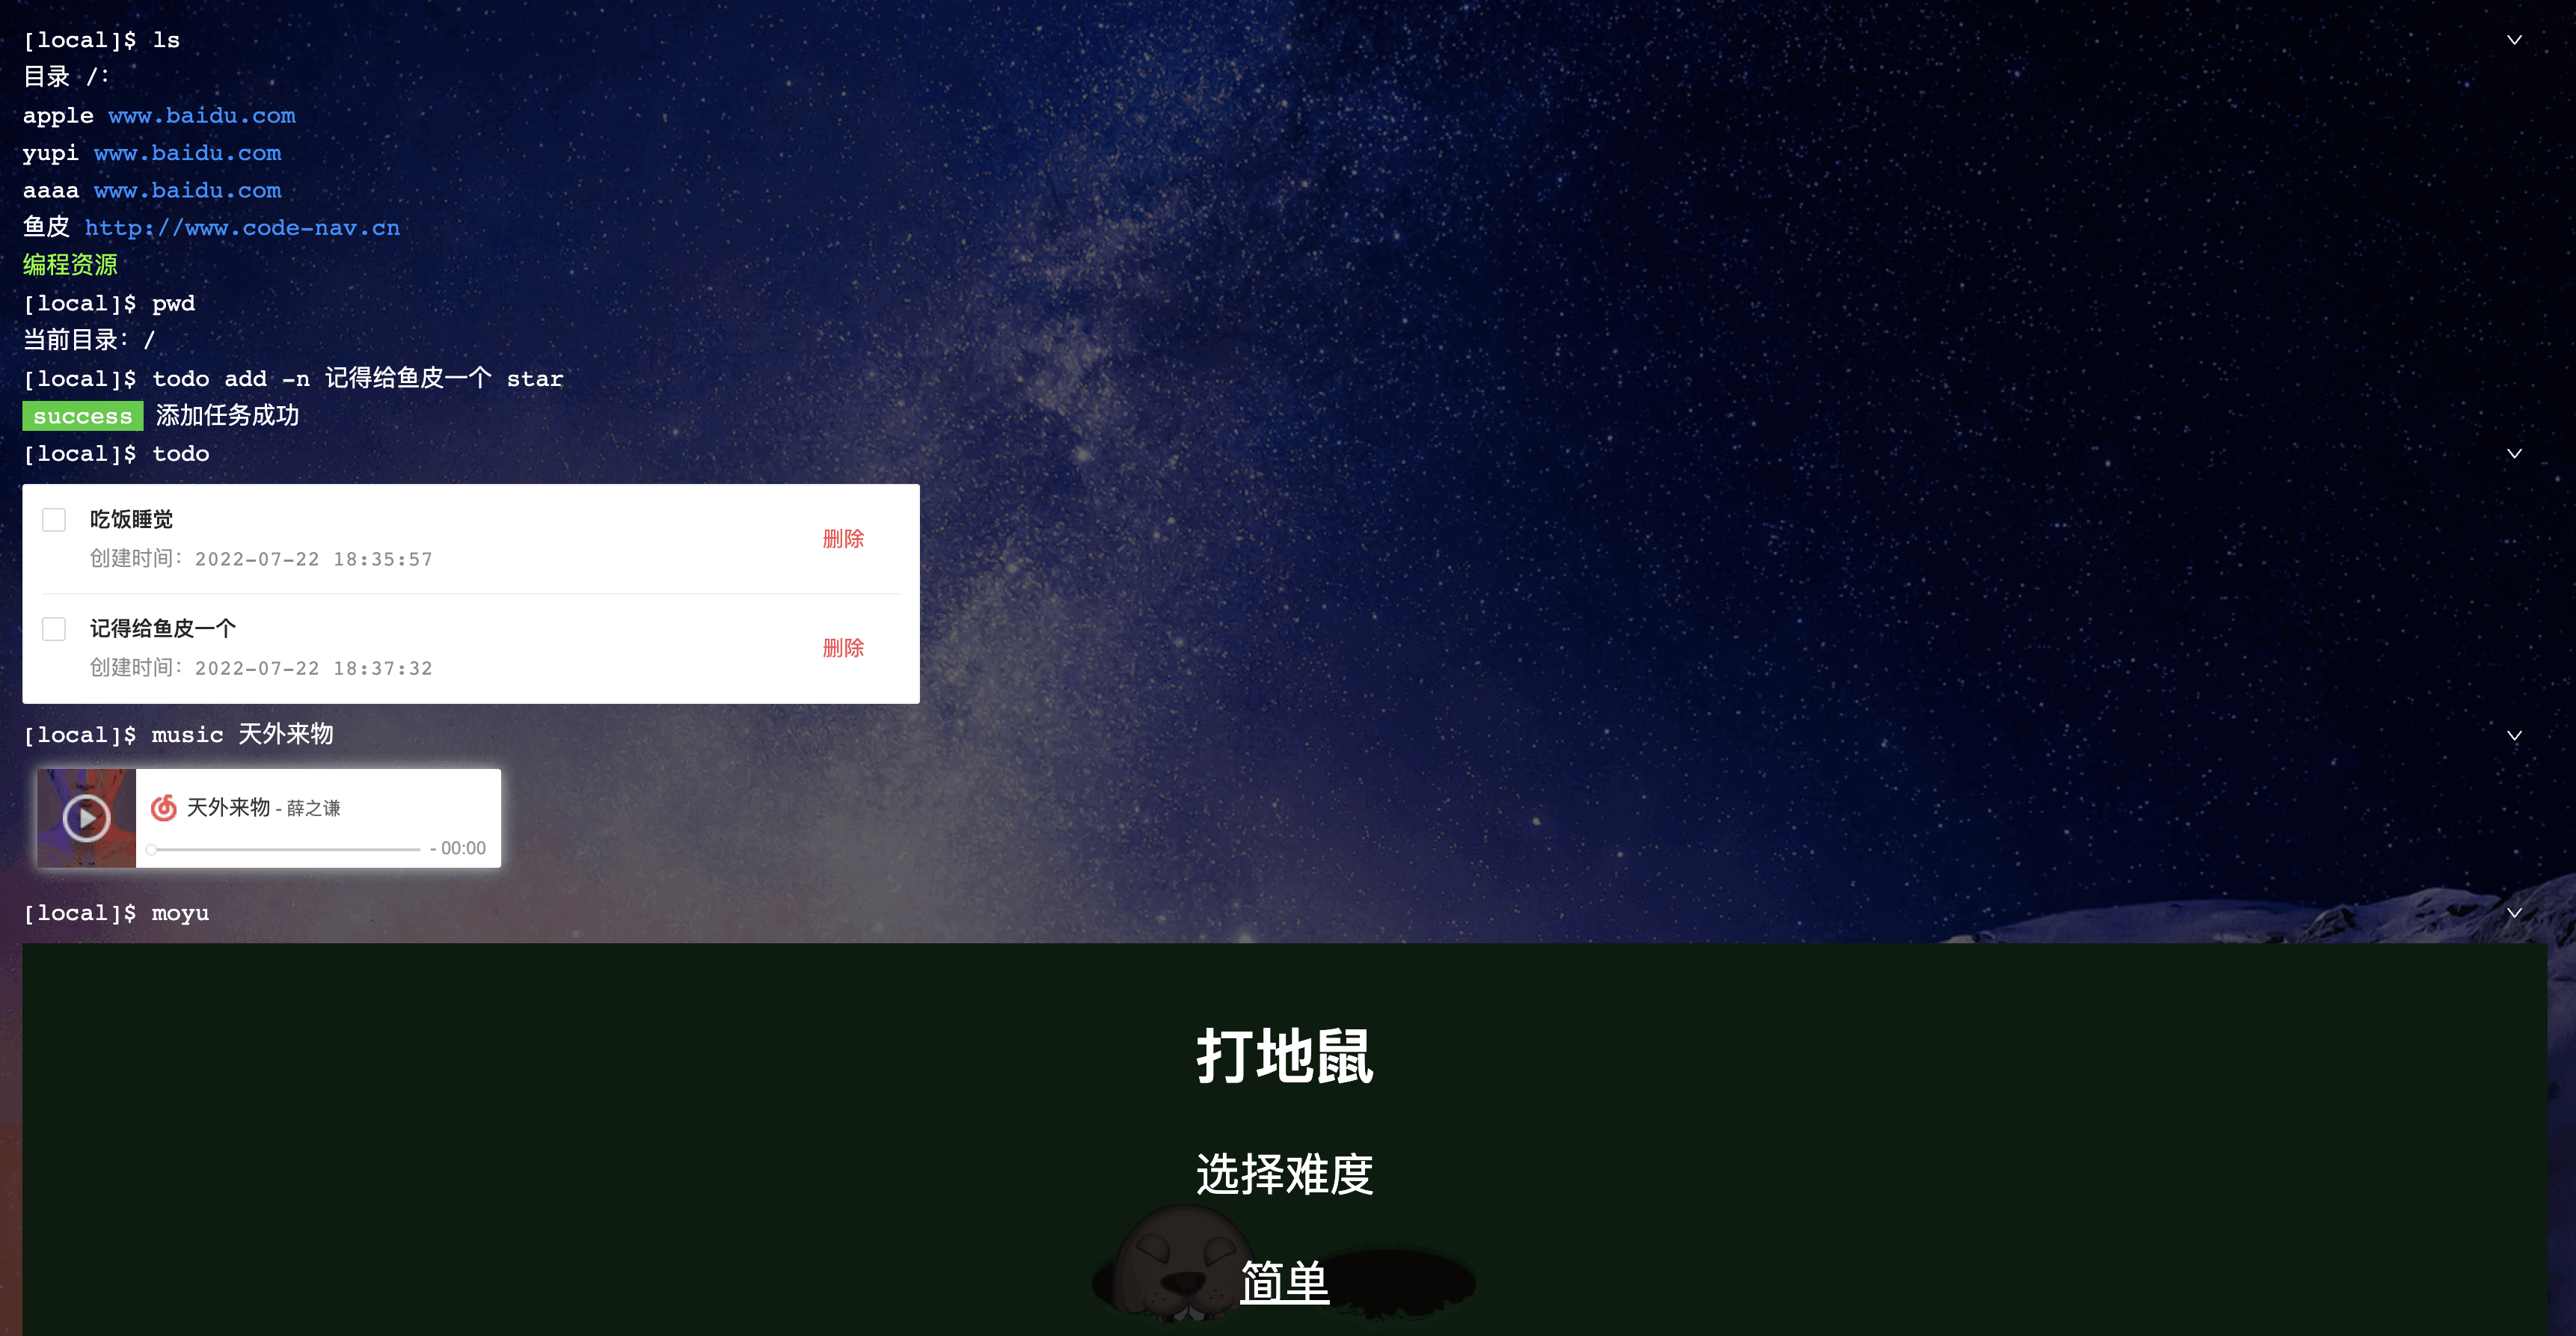 [local]$ ls
目录 /:
apple www.baidu.com
yupi www.baidu.com
aaaa www.baidu.com
鱼皮 http://www.code-nav.cn
编程资源
[local]$ pwd
当前目录: /
[local]$ todo add -n 记得给鱼皮一个 star
success 添加任务成功
[local]$ todo
吃饭睡觉
创建时间: 2022-07-22 18:35:57
删除
记得给鱼皮一个
创建时间: 2022-07-22 18:37:32
删除
[local]$ music 天外来物
天外来物 - 薛之谦
- 00:00
[local]$ moyu
打地鼠
选择难度
简单